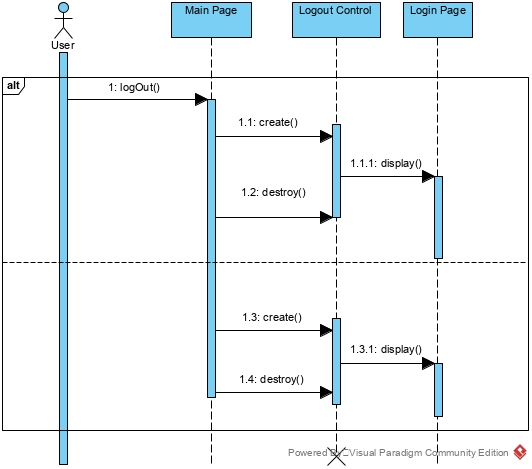 Main Page
Logout Control
Login Page
User
alt
1: logOut()
1.1: create()
1.1.1: display()
1.2: destroy()
1.3: create()
1.3.1: display()
1.4: destroy()
Powered By Visual Paradigm Community Edition